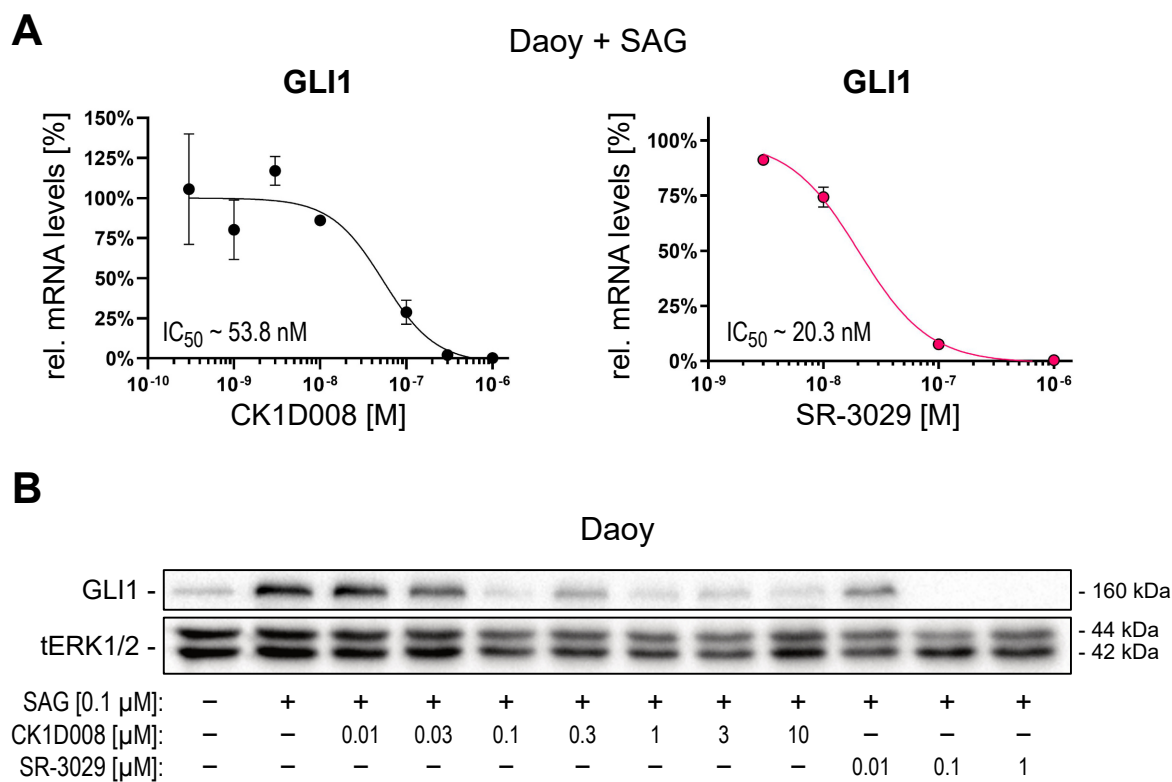 A
Daoy + SAG
GLI1
rel. mRNA levels [%]
150%
125%
100%
75%
50%
25%
0%
IC50 ~ 53.8 nM
10-10 10-9 10-8 10-7 10-6
CK1D008 [M]
GLI1
rel. mRNA levels [%]
100%
75%
50%
25%
0%
IC50 ~ 20.3 nM
10-9 10-8 10-7 10-6
SR-3029 [M]
B
Daoy
GLI1 - - 160 kDa
tERK1/2 - - 44 kDa
- 42 kDa
SAG [0.1 µM]: – + + + + + + + + + + +
CK1D008 [µM]: – – 0.01 0.03 0.1 0.3 1 3 10 – – –
SR-3029 [µM]: – – – – – – – – – 0.01 0.1 1